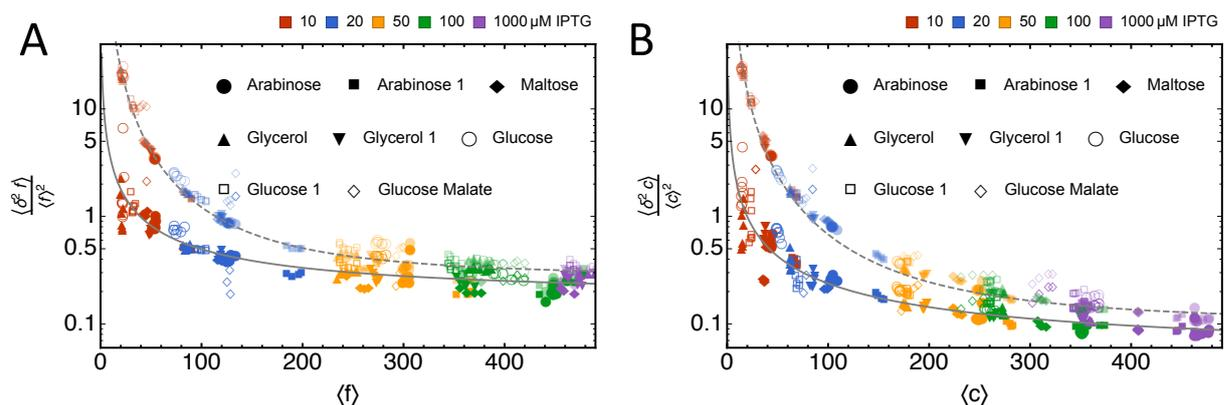 A
10 20 50 100 1000 μM IPTG
Arabinose Arabinose 1 Maltose
Glycerol Glycerol 1 Glucose
Glucose 1 Glucose Malate
10
5
1
0.5
0.1
⟨δ² f⟩
⟨f⟩²
0 100 200 300 400
⟨f⟩
B
10 20 50 100 1000 μM IPTG
Arabinose Arabinose 1 Maltose
Glycerol Glycerol 1 Glucose
Glucose 1 Glucose Malate
10
5
1
0.5
0.1
⟨δ² c⟩
⟨c⟩²
0 100 200 300 400
⟨c⟩